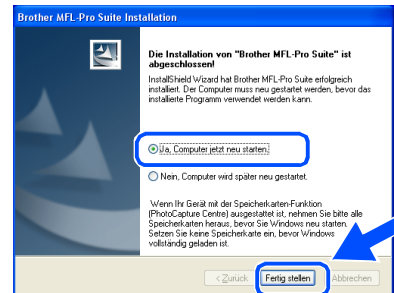 Brother MFL-Pro Suite Installation
Die Installation von "Brother MFL-Pro Suite" ist
abgeschlossen!
InstallShield Wizard hat Brother MFL-Pro Suite erfolgreich
installiert. Der Computer muss neu gestartet werden, bevor das
installierte Programm verwendet werden kann.
Ja, Computer jetzt neu starten.
Nein, Computer wird später neu gestartet.
Wenn Ihr Gerät mit der Speicherkarten-Funktion
(PhotoCapture Centre) ausgestattet ist, nehmen Sie bitte alle
Speicherkarten heraus, bevor Sie Windows neu starten.
Setzen Sie keine Speicherkarte ein, bevor Windows
vollständig geladen ist.
< Zurück Fertig stellen Abbrechen